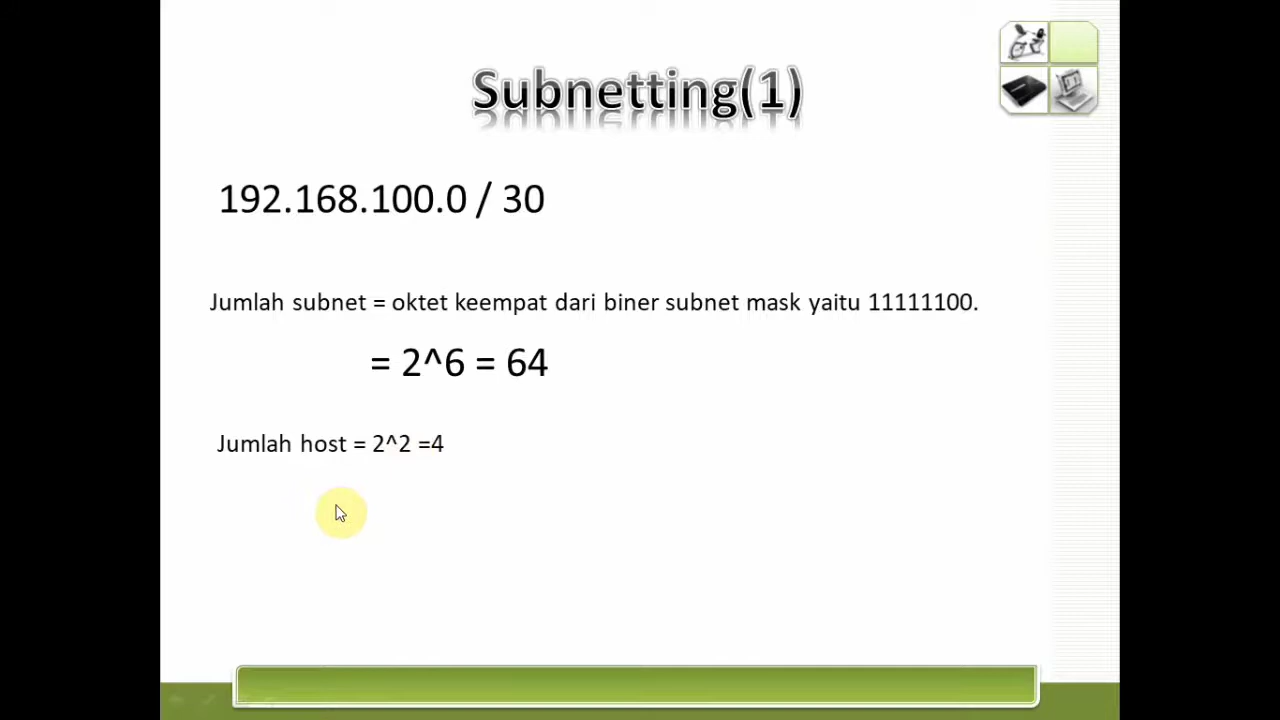 Subnetting(1)
192.168.100.0 / 30
Jumlah subnet = oktet keempat dari biner subnet mask yaitu 11111100.
= 2^6 = 64
Jumlah host = 2^2 =4